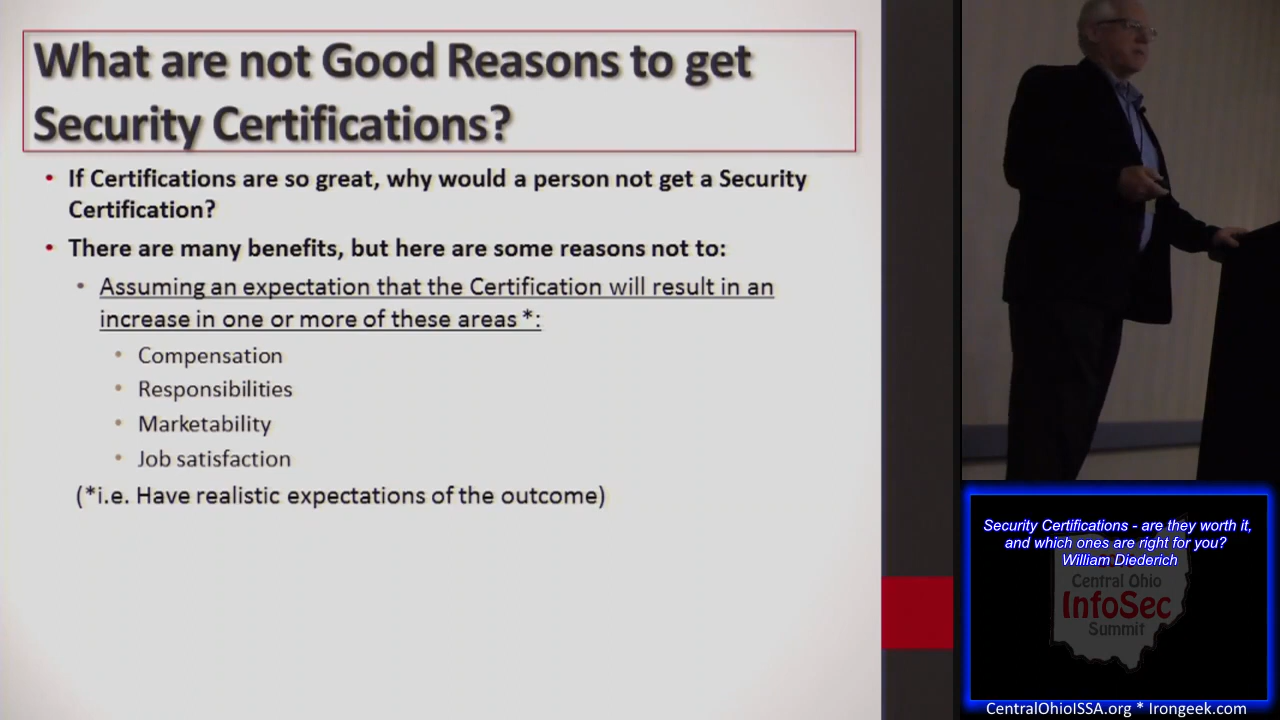 What are not Good Reasons to get
Security Certifications?
• If Certifications are so great, why would a person not get a Security
Certification?
• There are many benefits, but here are some reasons not to:
• Assuming an expectation that the Certification will result in an
increase in one or more of these areas *:
• Compensation
• Responsibilities
• Marketability
• Job satisfaction
(*i.e. Have realistic expectations of the outcome)
Security Certifications - are they worth it,
and which ones are right for you?
William Diederich
Central Ohio
InfoSec
Summit
CentralOhioISSA.org * Irongeek.com